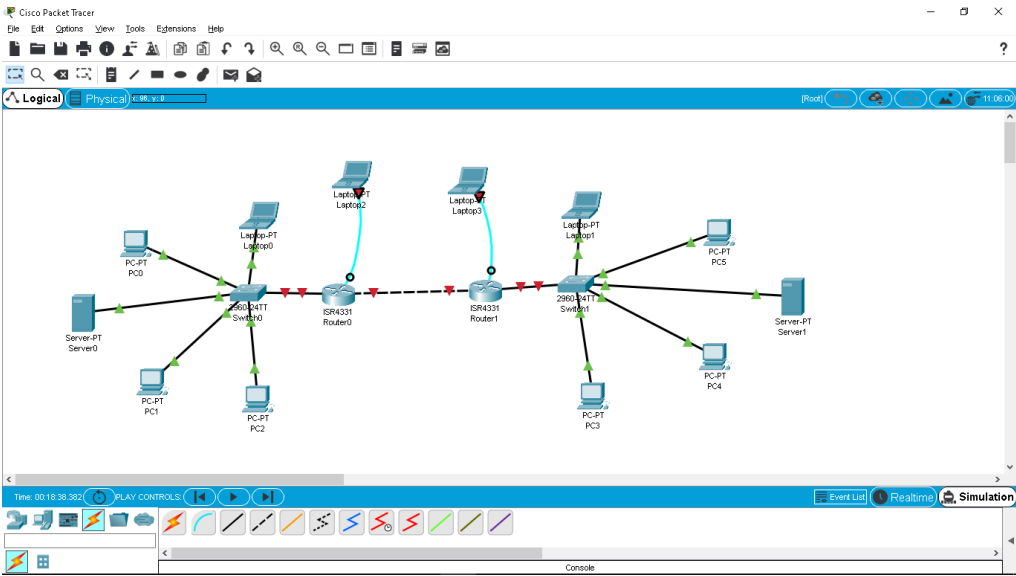 Cisco Packet Tracer
File Edit Options View Tools Extensions Help
?
Logical
Physical
x: 98, y: 0
[Root]
11:06:00
Laptop-PT
Laptop2
Laptop-PT
Laptop3
Laptop-PT
Laptop0
Laptop-PT
Laptop1
PC-PT
PC0
PC-PT
PC5
2960-24TT
Switch0
ISR4331
Router0
ISR4331
Router1
2960-24TT
Switch1
Server-PT
Server0
Server-PT
Server1
PC-PT
PC1
PC-PT
PC2
PC-PT
PC4
PC-PT
PC3
Time: 00:18:38.382
PLAY CONTROLS:
Event List
Realtime
Simulation
Console